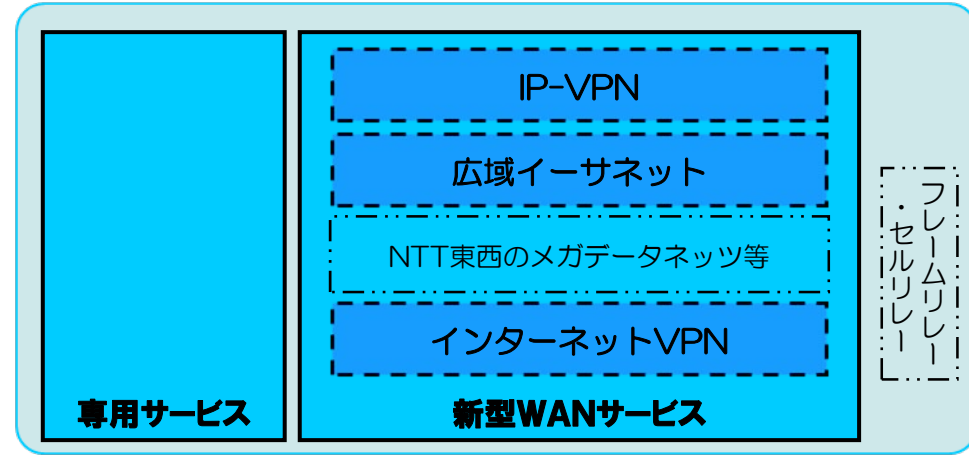 IP-VPN
広域イーサネット
NTT東西のメガデータネッツ等
インターネットVPN
専用サービス
新型WANサービス
フレームリレー
・セルリレー